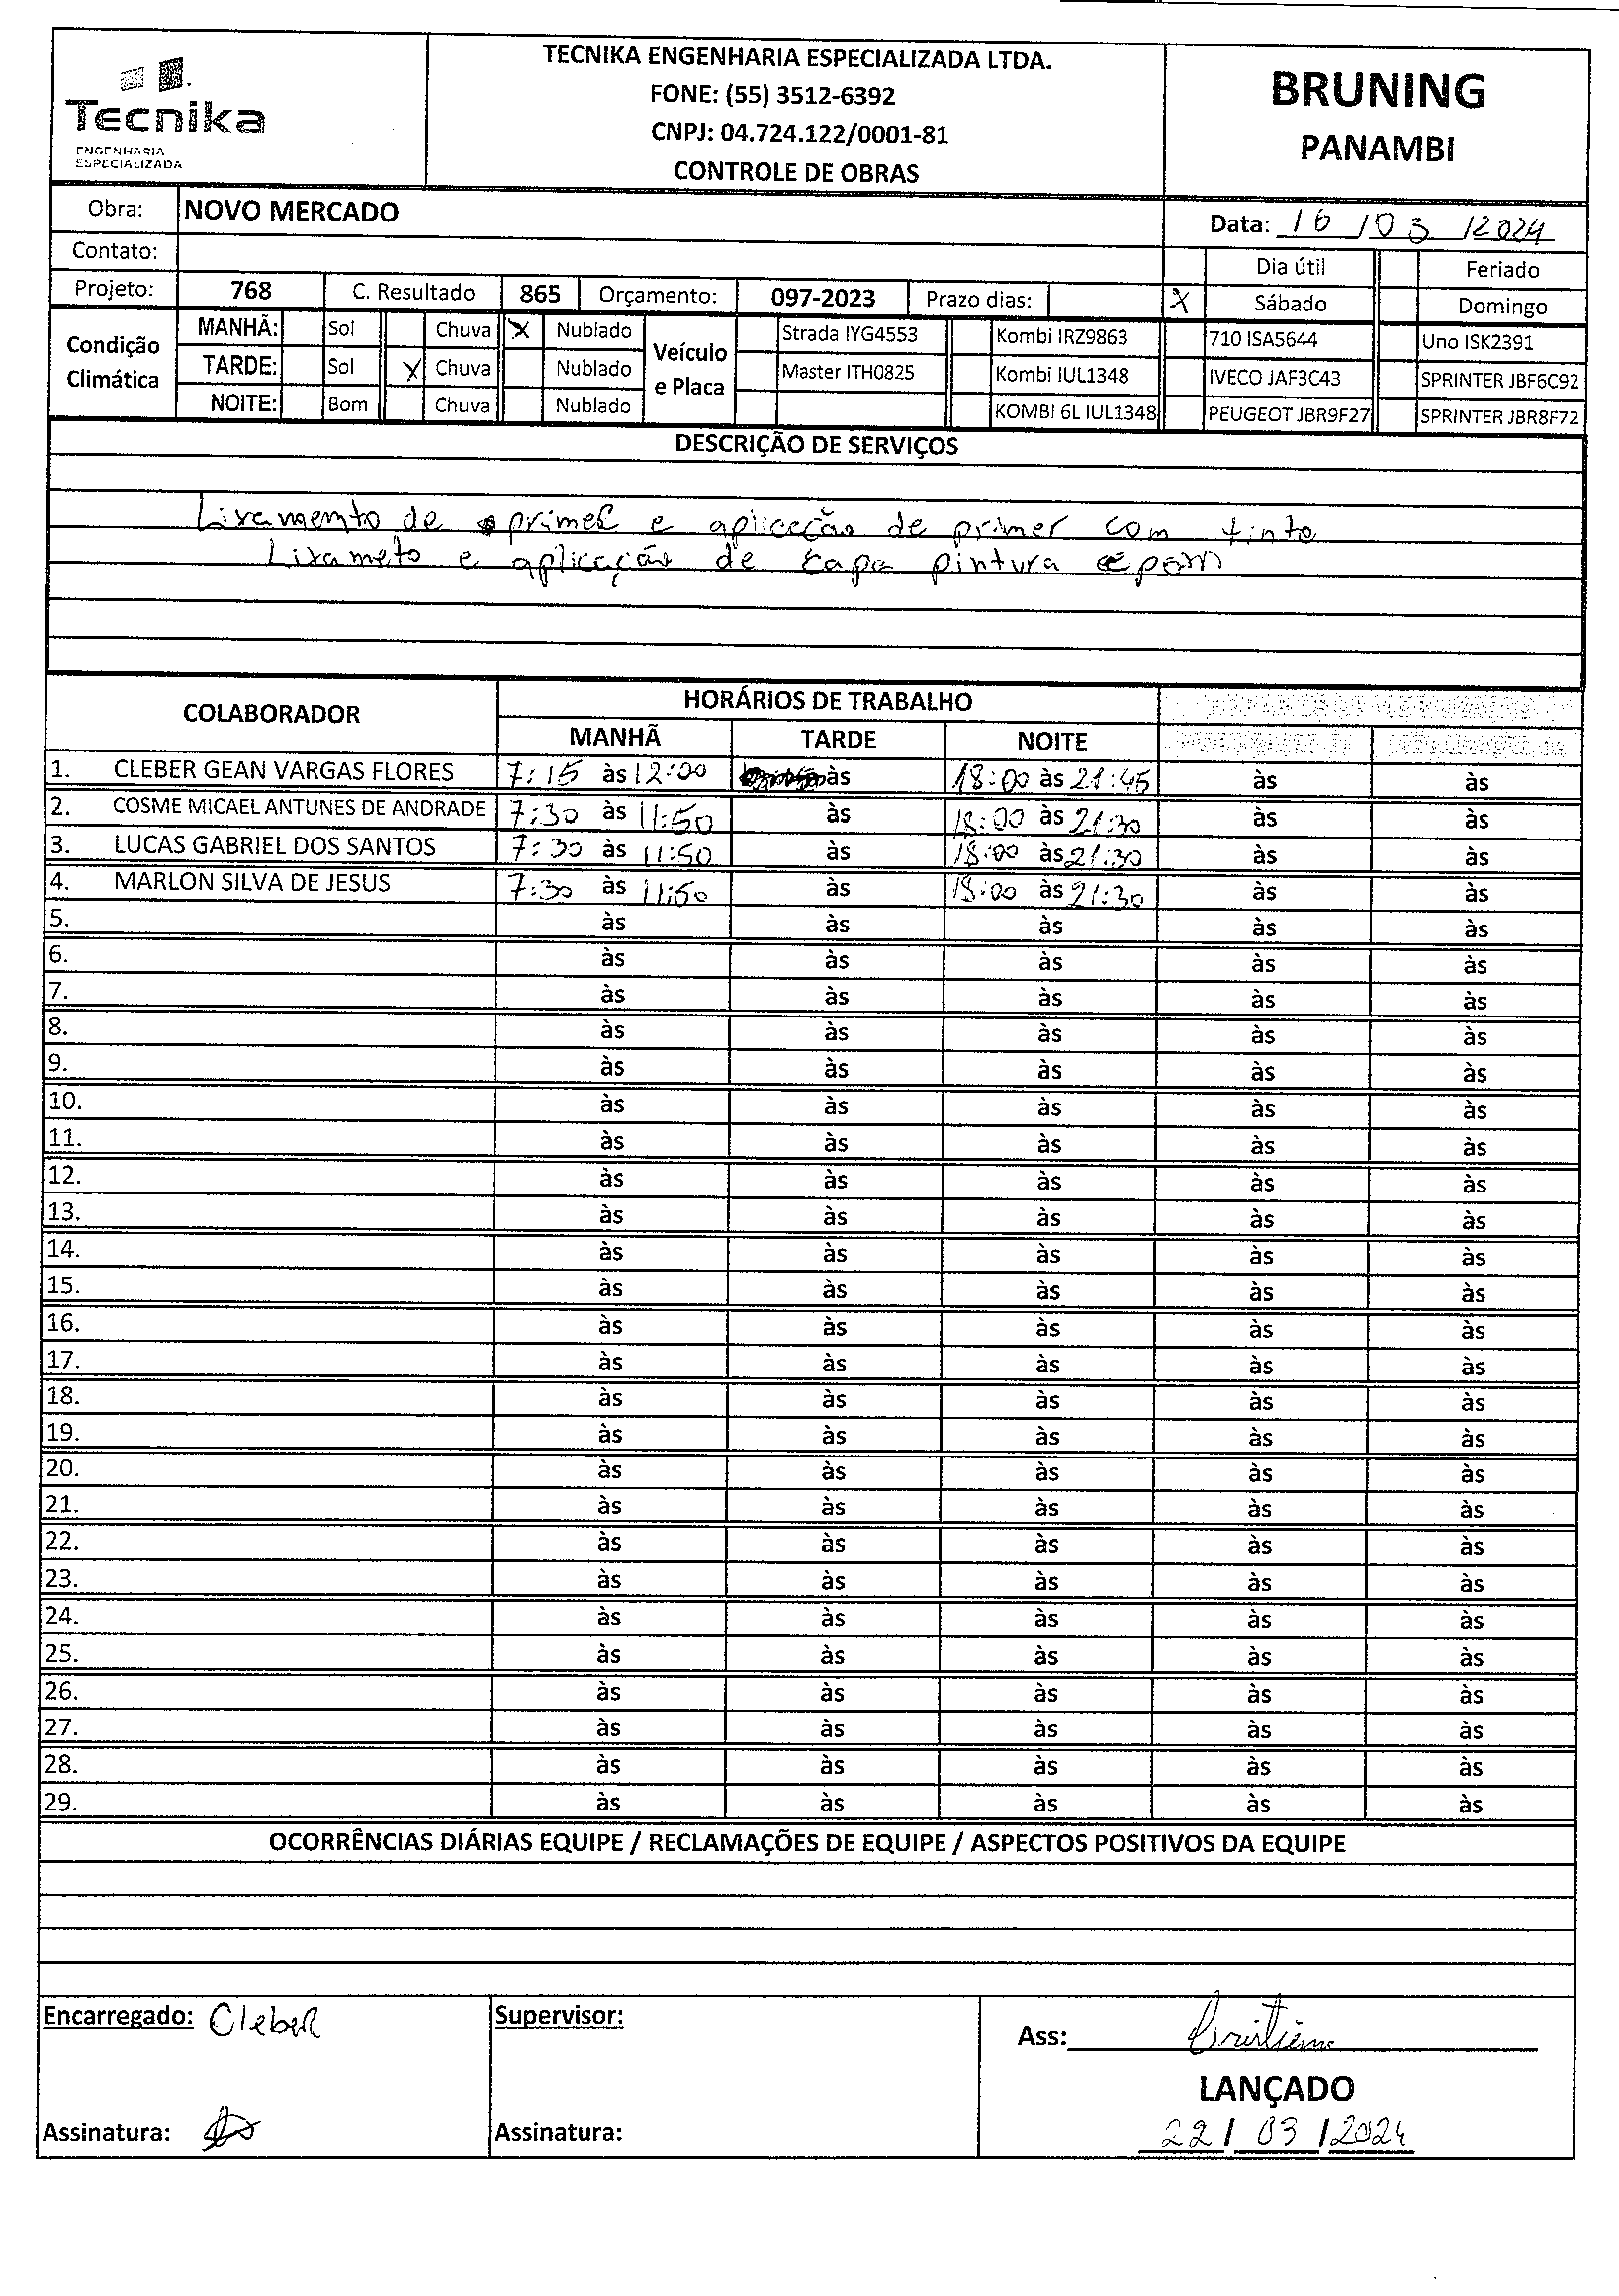 Tecnika
ENGENHARIA
ESPECIALIZADA
TECNIKA ENGENHARIA ESPECIALIZADA LTDA.
FONE: (55) 3512-6392
CNPJ: 04.724.122/0001-81
CONTROLE DE OBRAS
BRUNING
PANAMBI
Obra: NOVO MERCADO
Data: 16 / 03 / 2024
Contato:
Dia útil Feriado
Projeto: 768 C. Resultado 865 Orçamento: 097-2023 Prazo dias: X Sábado Domingo
Condição Climática
MANHÃ: Sol Chuva X Nublado
TARDE: Sol X Chuva Nublado
NOITE: Bom Chuva Nublado
Veículo e Placa
Strada IYG4553 Kombi IRZ9863 710 ISA5644 Uno ISK2391
Master ITH0825 Kombi IUL1348 IVECO JAF3C43 SPRINTER JBF6C92
KOMBI 6L IUL1348 PEUGEOT JBR9F27 SPRINTER JBR8F72
DESCRIÇÃO DE SERVIÇOS
Lixamento de primer e aplicação de primer com tinta
Lixameto e aplicação de capa pintura
COLABORADOR HORÁRIOS DE TRABALHO
MANHÃ TARDE NOITE
1. CLEBER GEAN VARGAS FLORES 7:15 às 12:00 às 18:00 às 21:45 às às
2. COSME MICAEL ANTUNES DE ANDRADE 7:30 às 11:50 às 18:00 às 21:30 às às
3. LUCAS GABRIEL DOS SANTOS 7:30 às 11:50 às 18:00 às 21:30 às às
4. MARLON SILVA DE JESUS 7:30 às 11:50 às 18:00 às 21:30 às às
5. às às às às às
6. às às às às às
7. às às às às às
8. às às às às às
9. às às às às às
10. às às às às às
11. às às às às às
12. às às às às às
13. às às às às às
14. às às às às às
15. às às às às às
16. às às às às às
17. às às às às às
18. às às às às às
19. às às às às às
20. às às às às às
21. às às às às às
22. às às às às às
23. às às às às às
24. às às às às às
25. às às às às às
26. às às às às às
27. às às às às às
28. às às às às às
29. às às às às às
OCORRÊNCIAS DIÁRIAS EQUIPE / RECLAMAÇÕES DE EQUIPE / ASPECTOS POSITIVOS DA EQUIPE
Encarregado: Cleber Supervisor: Ass:
LANÇADO
Assinatura: Assinatura: 22 / 03 / 2024